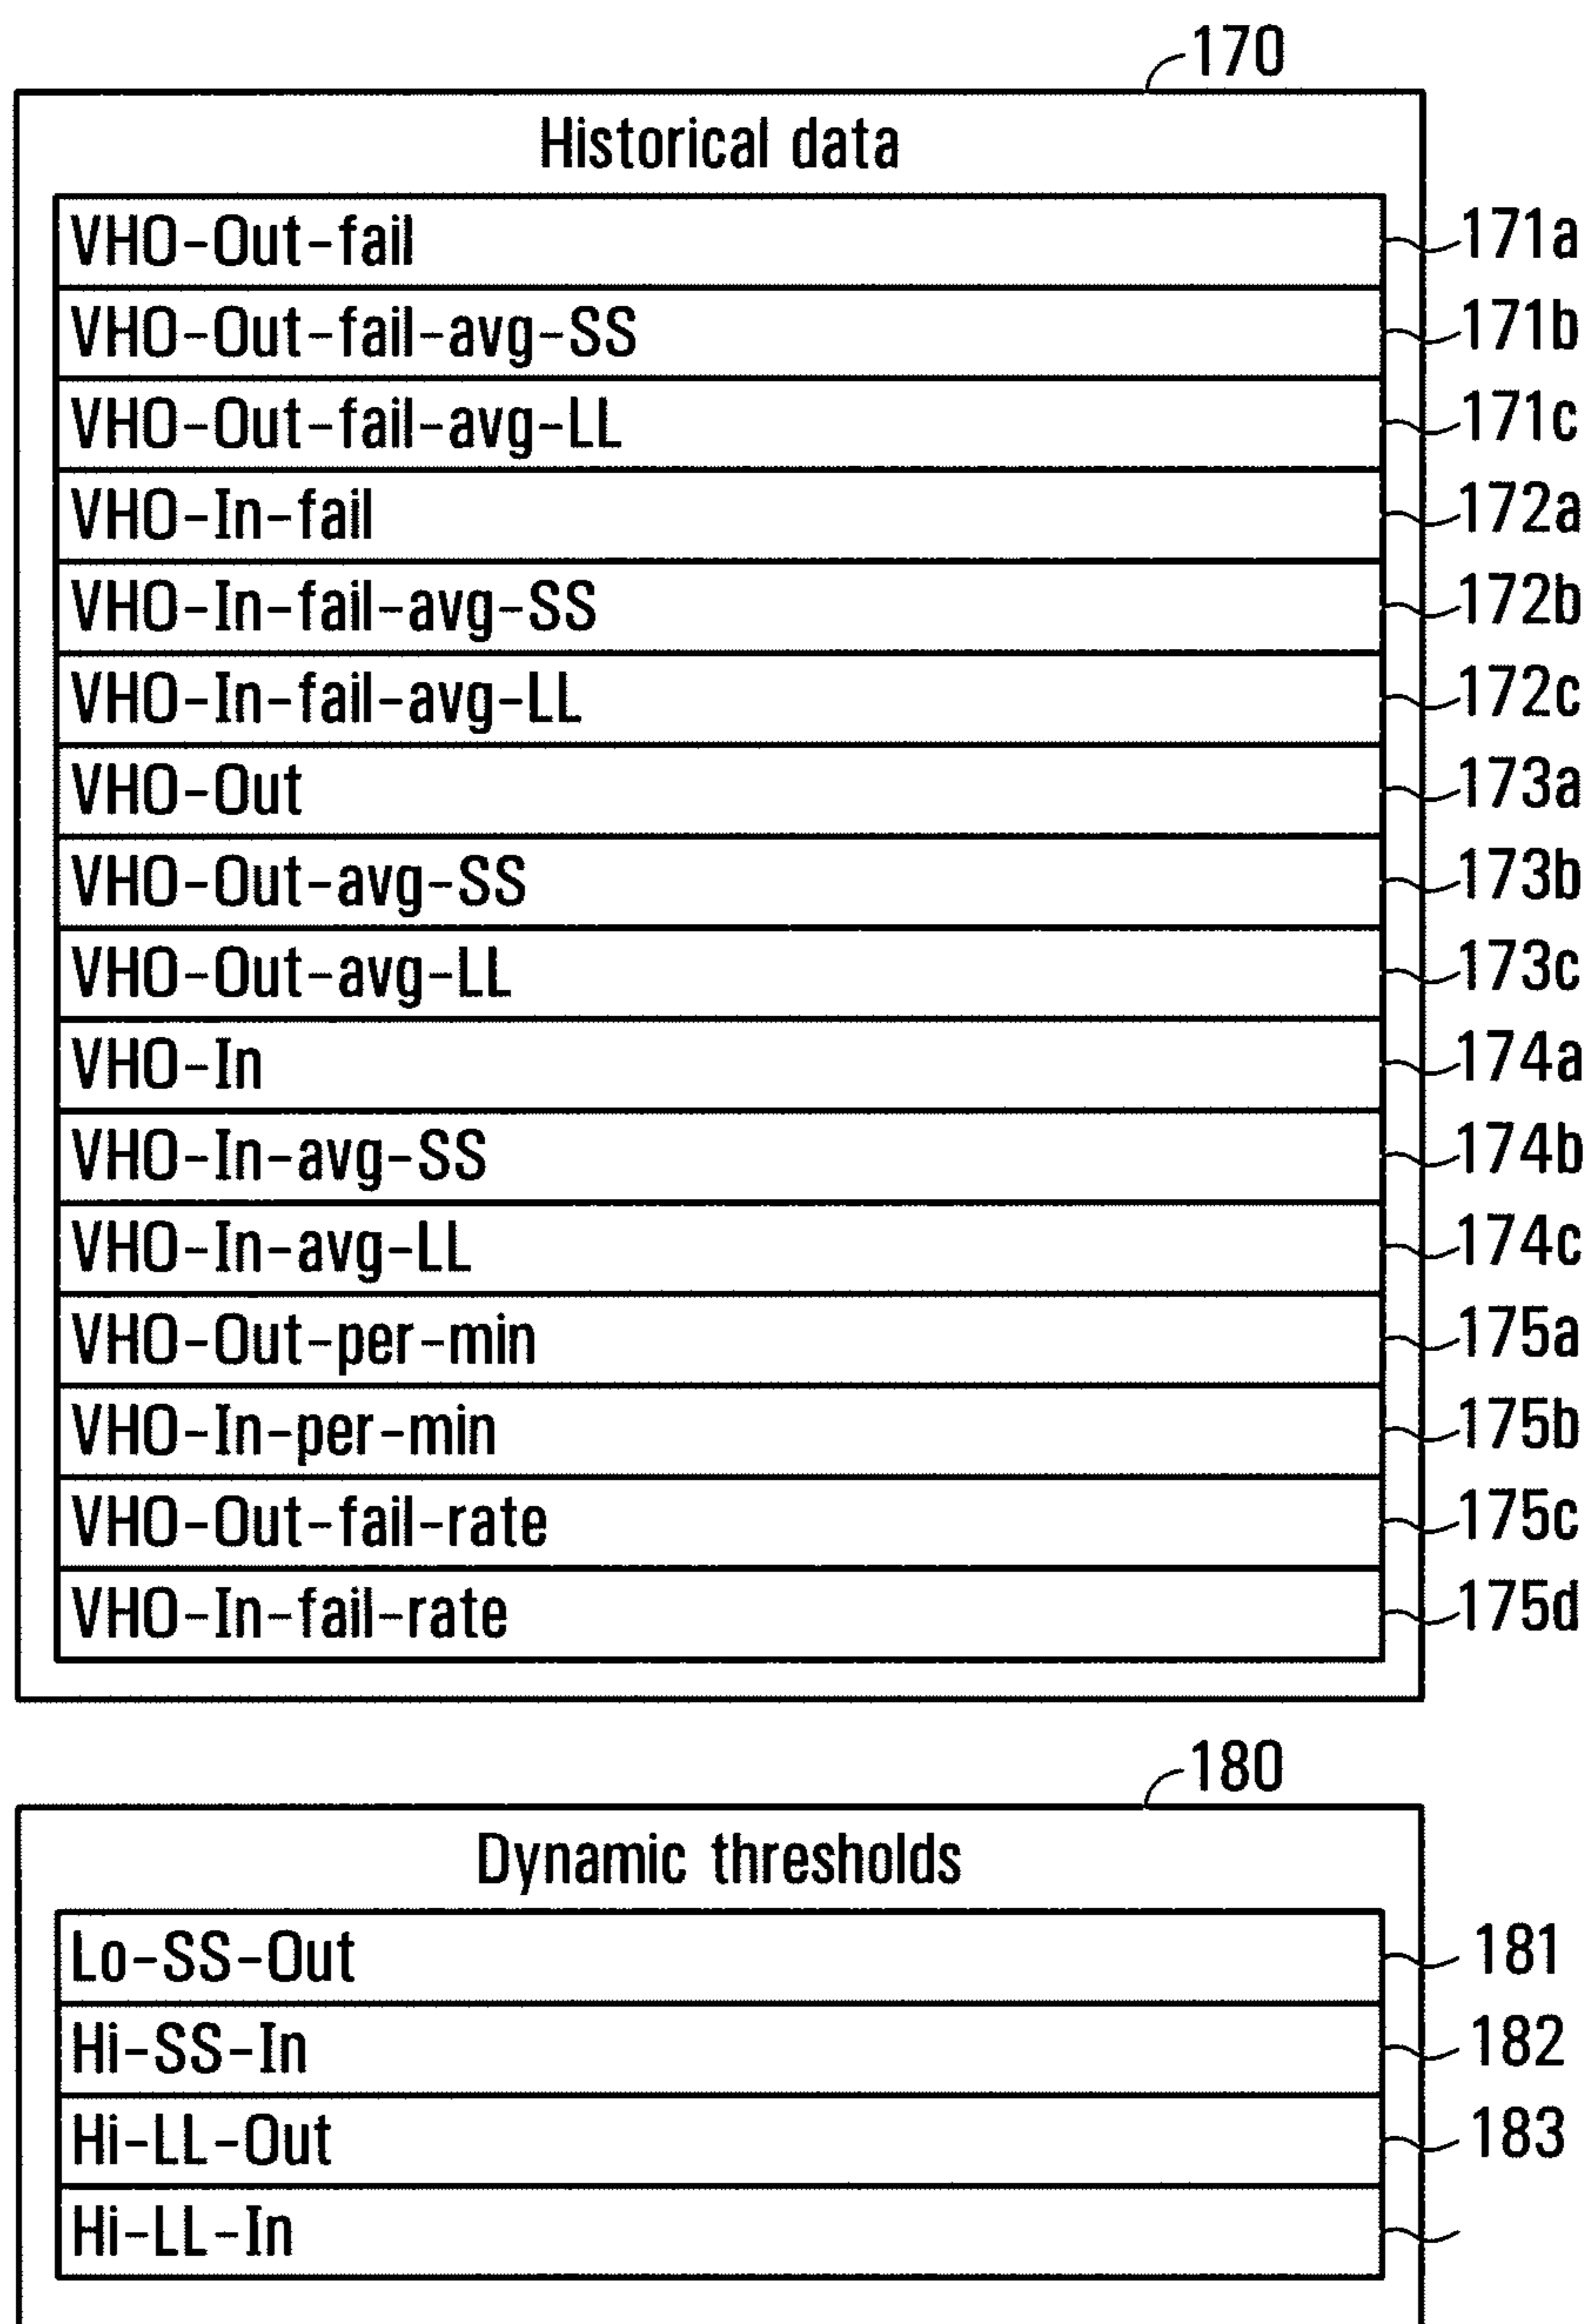 170
Historical data
VHO-Out-fail 171a
VHO-Out-fail-avg-SS 171b
VHO-Out-fail-avg-LL 171c
VHO-In-fail 172a
VHO-In-fail-avg-SS 172b
VHO-In-fail-avg-LL 172c
VHO-Out 173a
VHO-Out-avg-SS 173b
VHO-Out-avg-LL 173c
VHO-In 174a
VHO-In-avg-SS 174b
VHO-In-avg-LL 174c
VHO-Out-per-min 175a
VHO-In-per-min 175b
VHO-Out-fail-rate 175c
VHO-In-fail-rate 175d
180
Dynamic thresholds
Lo-SS-Out 181
Hi-SS-In 182
Hi-LL-Out 183
Hi-LL-In